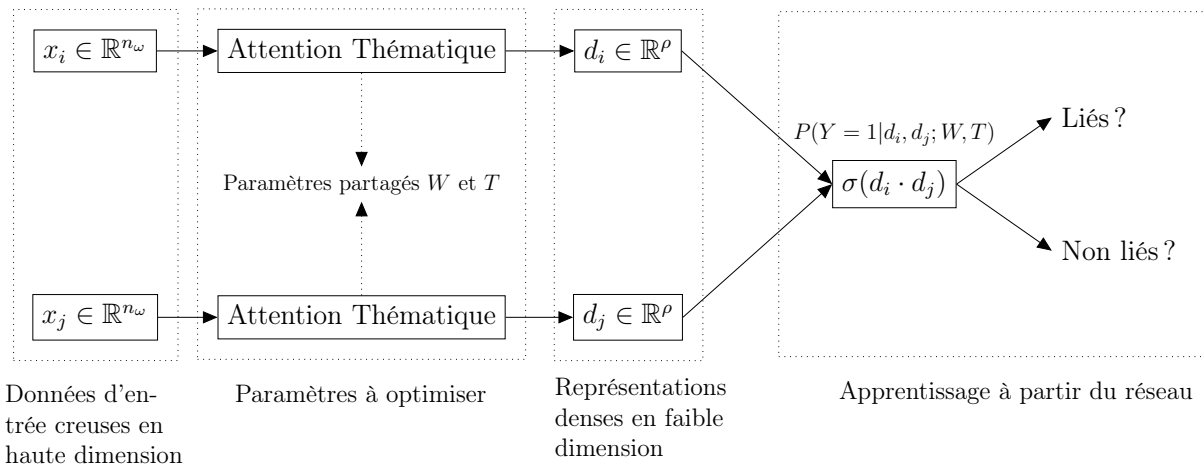 x_i ∈ ℝ^{n_ω}
Attention Thématique
d_i ∈ ℝ^ρ
Liés ?
P(Y = 1|d_i, d_j; W, T)
Paramètres partagés W et T
σ(d_i · d_j)
Non liés ?
x_j ∈ ℝ^{n_ω}
Attention Thématique
d_j ∈ ℝ^ρ
Données d'en-
trée creuses en
haute dimension
Paramètres à optimiser
Représentations
denses en faible
dimension
Apprentissage à partir du réseau